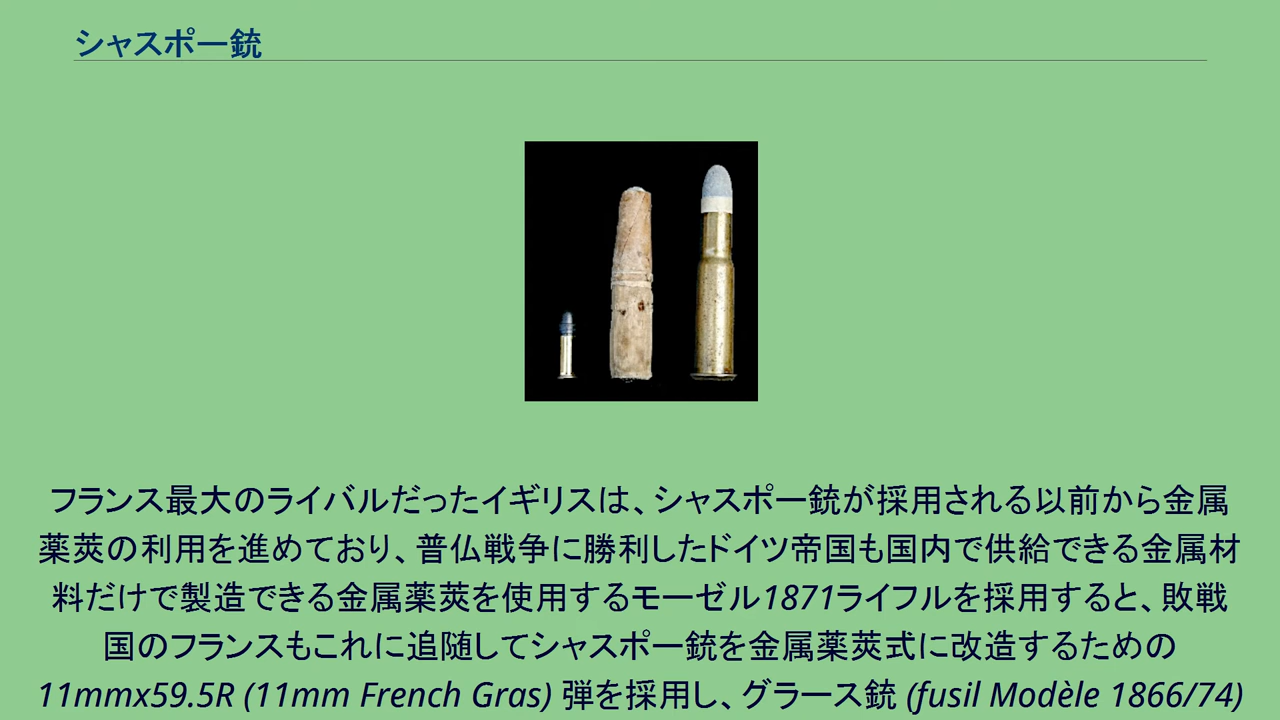 シャスポー銃
フランス最大のライバルだったイギリスは、シャスポー銃が採用される以前から金属
薬莢の利用を進めており、普仏戦争に勝利したドイツ帝国も国内で供給できる金属材
料だけで製造できる金属薬莢を使用するモーゼル1871ライフルを採用すると、敗戦
国のフランスもこれに追随してシャスポー銃を金属薬莢式に改造するための
11mmx59.5R (11mm French Gras) 弾を採用し、グラース銃 (fusil Modèle 1866/74)